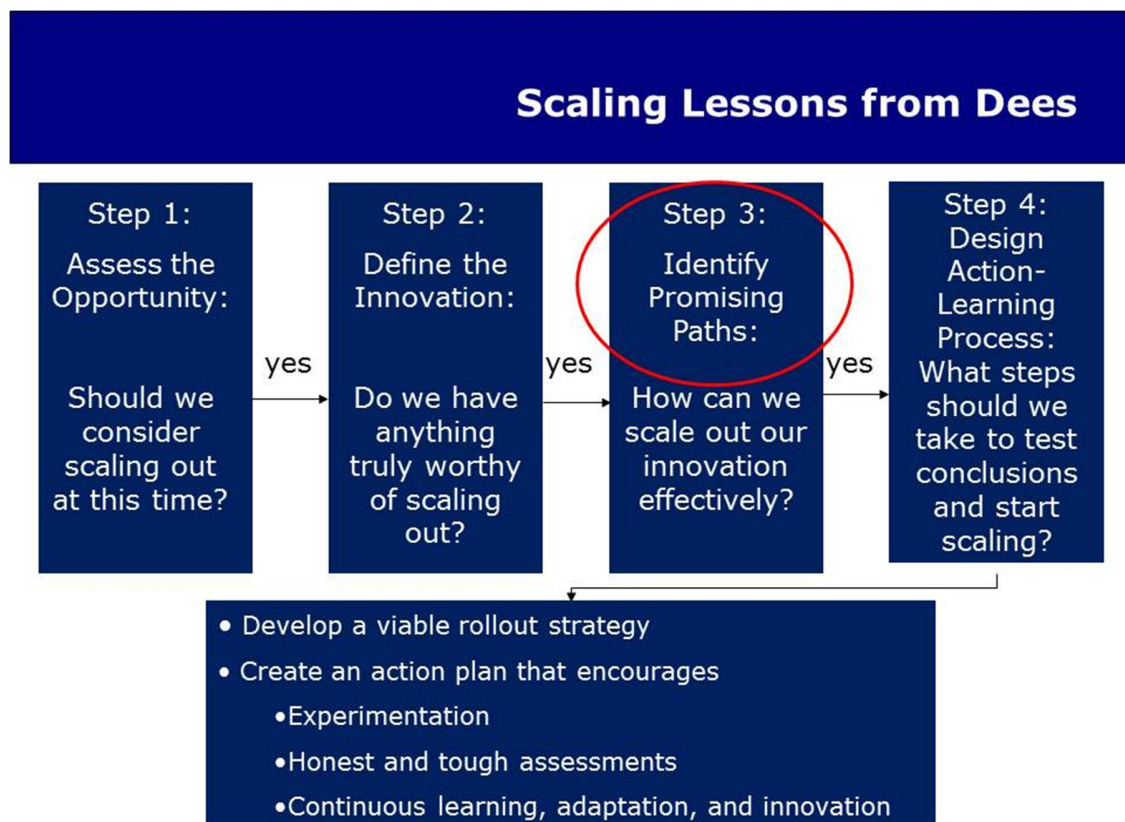 Scaling Lessons from Dees
Step 1:
Assess the
Opportunity:
Should we
consider
scaling out
at this time?
yes
Step 2:
Define the
Innovation:
Do we have
anything
truly worthy
of scaling
out?
yes
Step 3:
Identify
Promising
Paths:
How can we
scale out our
innovation
effectively?
yes
Step 4:
Design
Action-
Learning
Process:
What steps
should we
take to test
conclusions
and start
scaling?
• Develop a viable rollout strategy
• Create an action plan that encourages
•Experimentation
•Honest and tough assessments
•Continuous learning, adaptation, and innovation